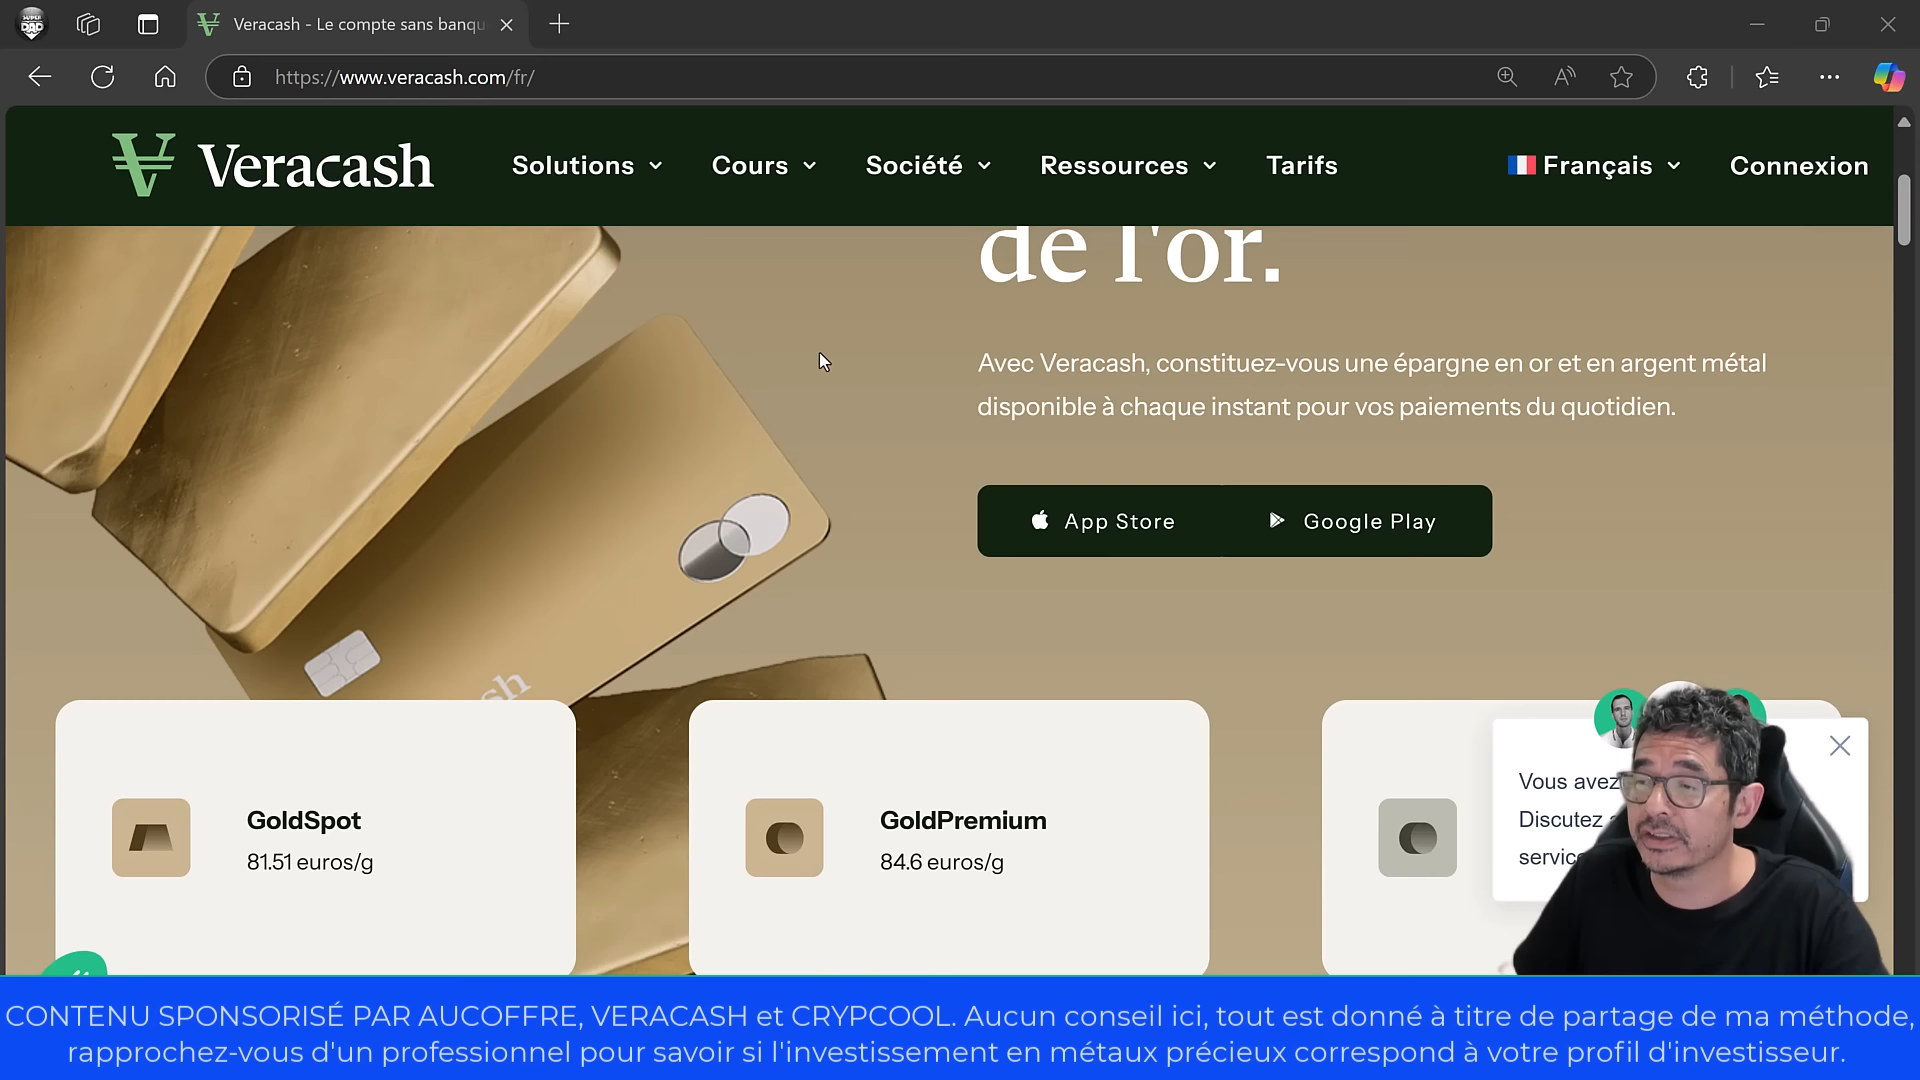 SUPER
DAD
Veracash - Le compte sans banqu
https://www.veracash.com/fr/
Veracash
Solutions
Cours
Société
Ressources
Tarifs
Français
Connexion
de l'or.
Avec Veracash, constituez-vous une épargne en or et en argent métal
disponible à chaque instant pour vos paiements du quotidien.
App Store
Google Play
sh
GoldSpot
81.51 euros/g
GoldPremium
84.6 euros/g
Vous avez
Discutez
servic
CONTENU SPONSORISÉ PAR AUCOFFRE, VERACASH et CRYPCOOL. Aucun conseil ici, tout est donné à titre de partage de ma méthode,
rapprochez-vous d'un professionnel pour savoir si l'investissement en métaux précieux correspond à votre profil d'investisseur.